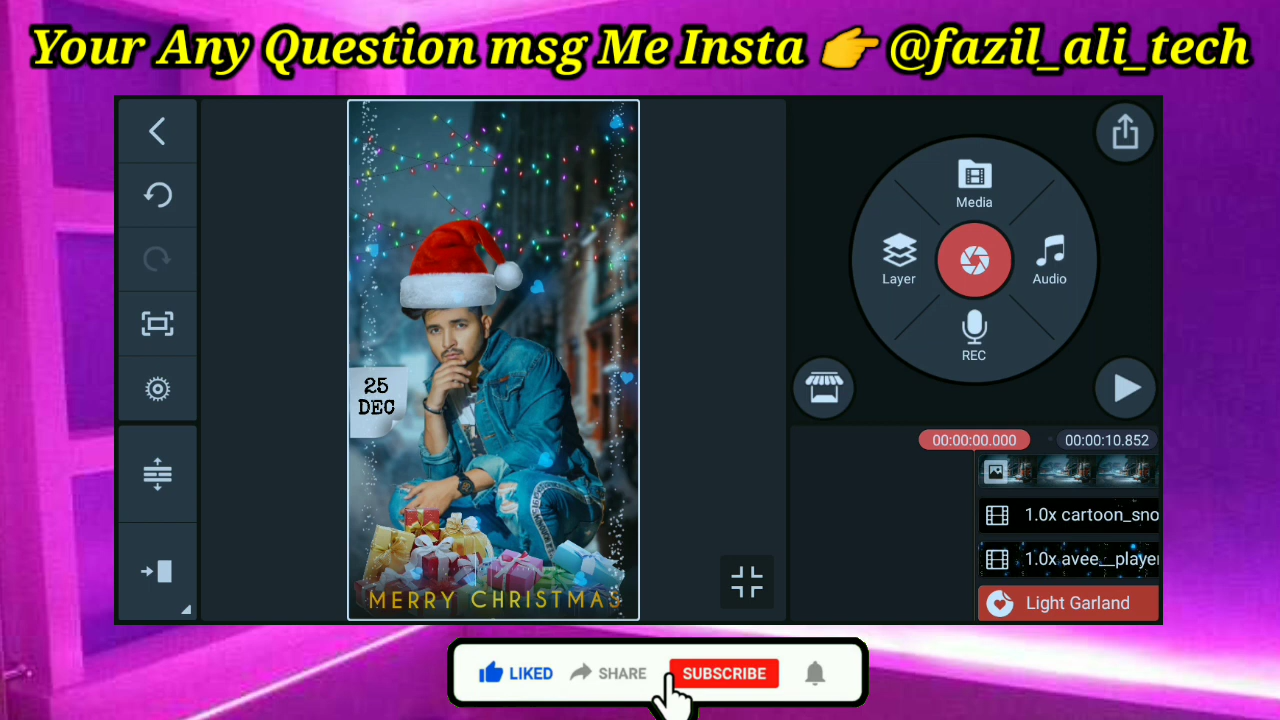 Your Any Question msg Me Insta 👉 @fazil_ali_tech
Media
Layer
Audio
REC
25
DEC
MERRY CHRISTMAS
00:00:00.000
00:00:10.852
1.0x cartoon_sno
1.0x avee__player
Light Garland
LIKED
SHARE
SUBSCRIBE